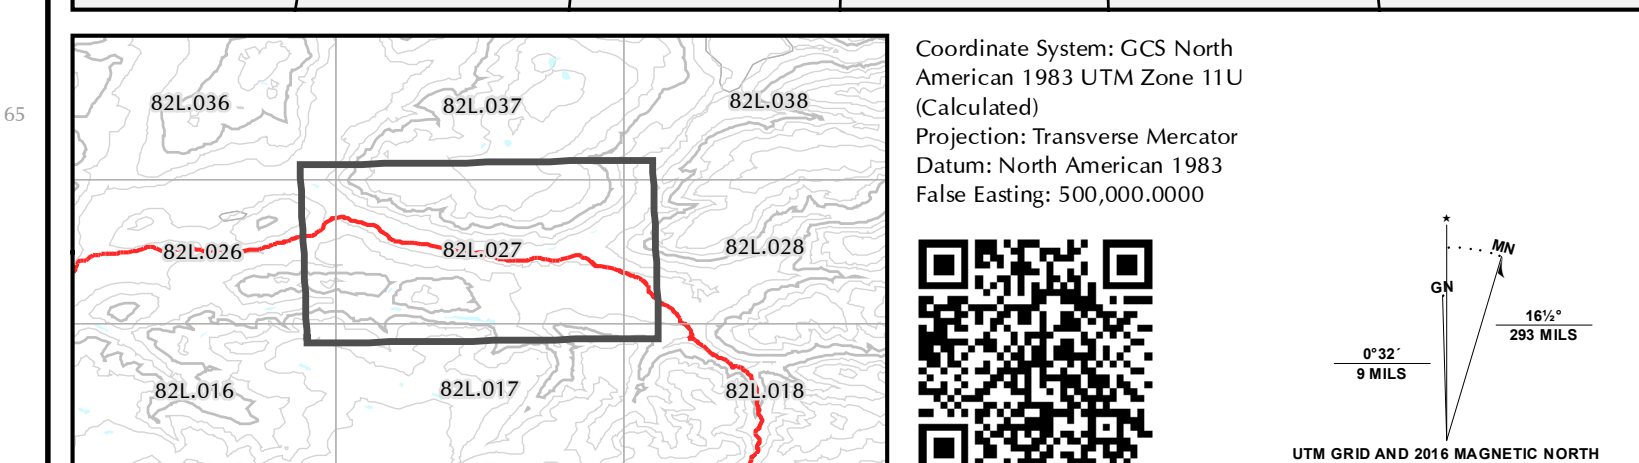 65
82L.036
82L.037
82L.038
82L.026
82L.027
82L.028
82L.016
82L.017
82L.018
Coordinate System: GCS North
American 1983 UTM Zone 11U
(Calculated)
Projection: Transverse Mercator
Datum: North American 1983
False Easting: 500,000.0000
MN
GN
16½°
293 MILS
0°32´
9 MILS
UTM GRID AND 2016 MAGNETIC NORTH